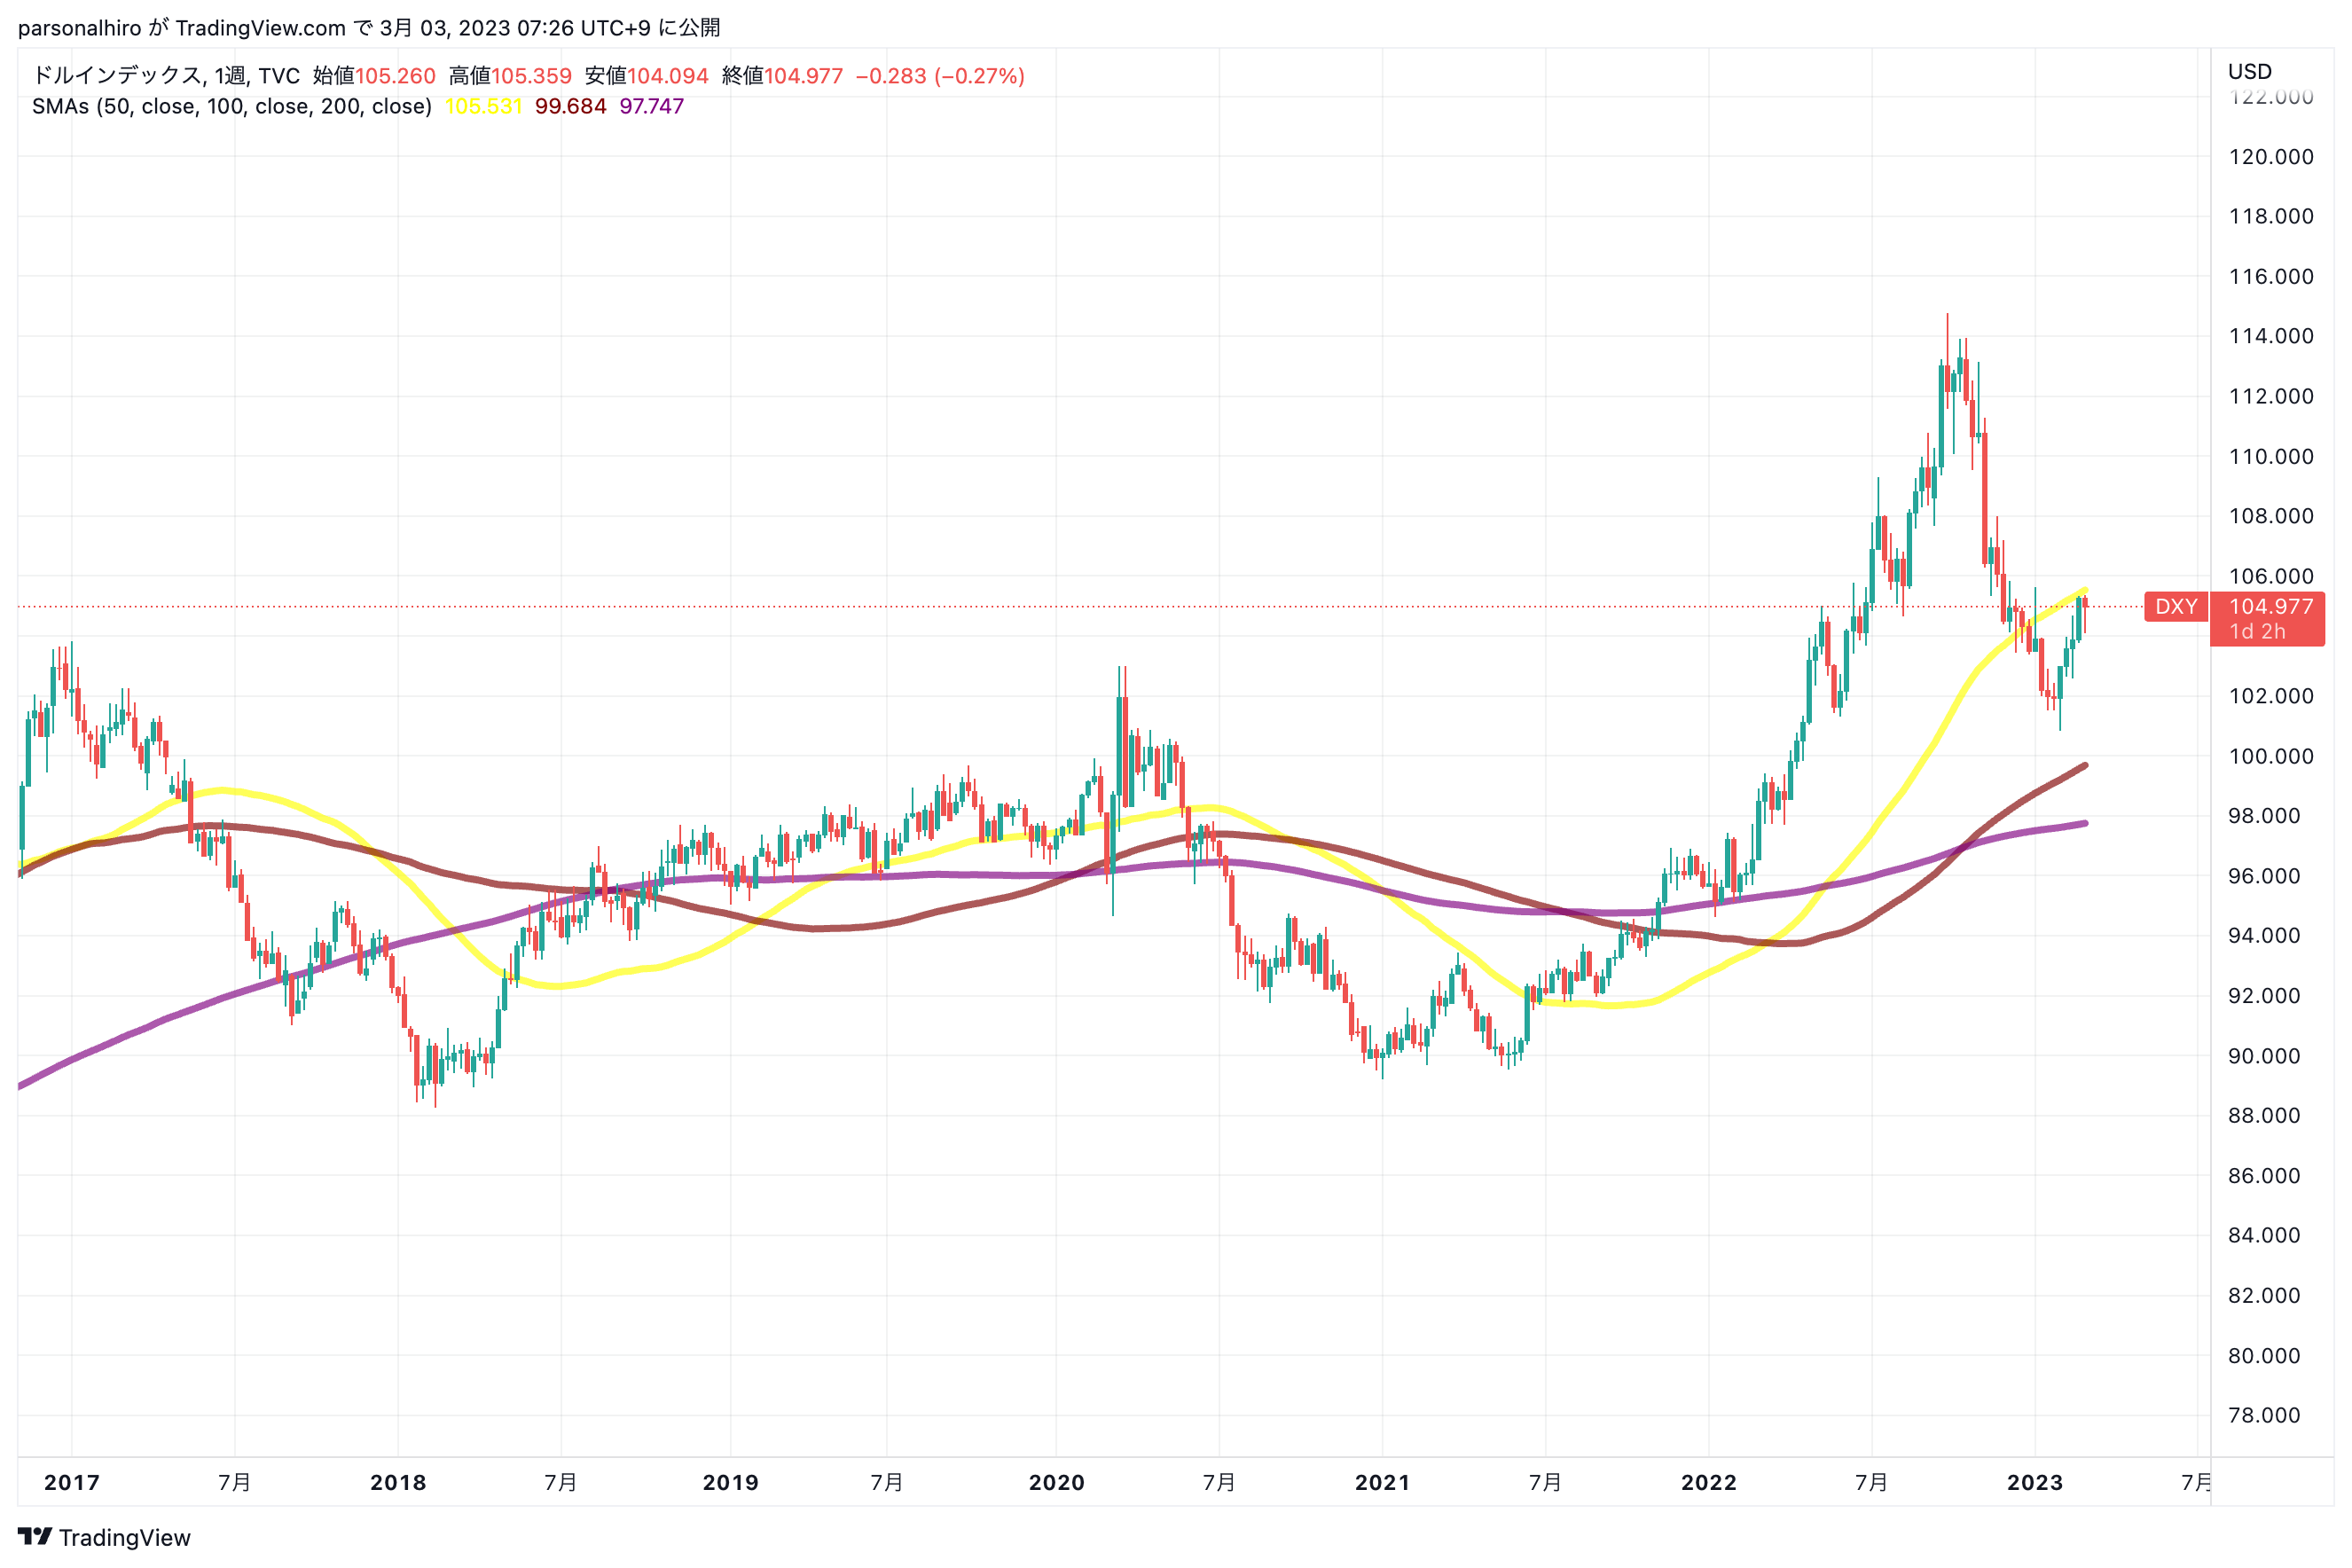 parsonalhiro が TradingView.com で 3月 03, 2023 07:26 UTC+9 に公開
ドルインデックス, 1週, TVC 始値105.260 高値105.359 安値104.094 終値104.977 −0.283 (−0.27%)
SMAs (50, close, 100, close, 200, close) 105.531 99.684 97.747
USD
122.000
120.000
118.000
116.000
114.000
112.000
110.000
108.000
106.000
DXY 104.977
1d 2h
102.000
100.000
98.000
96.000
94.000
92.000
90.000
88.000
86.000
84.000
82.000
80.000
78.000
2017 7月 2018 7月 2019 7月 2020 7月 2021 7月 2022 7月 2023 7月
TradingView